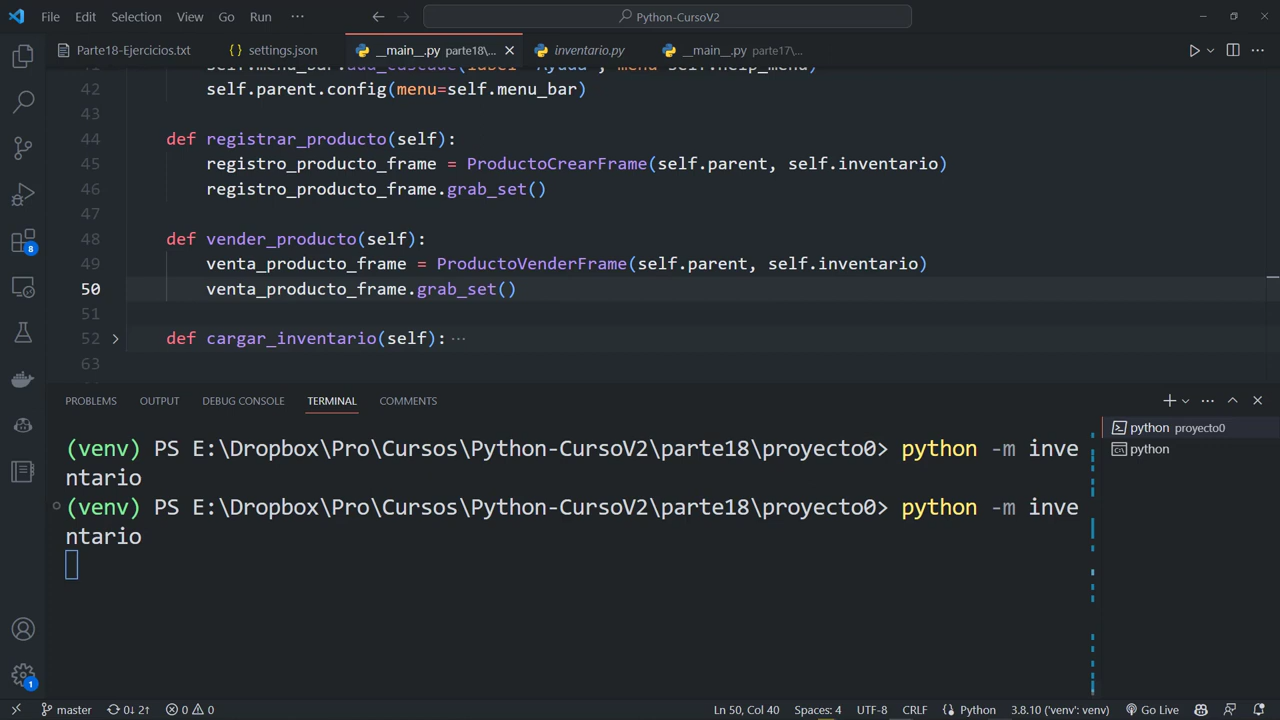 File Edit Selection View Go Run ··· Python-CursoV2
Parte18-Ejercicios.txt {} settings.json __main__.py parte18\... inventario.py __main__.py parte17\...
42 self.parent.config(menu=self.menu_bar)
43
44 def registrar_producto(self):
45 registro_producto_frame = ProductoCrearFrame(self.parent, self.inventario)
46 registro_producto_frame.grab_set()
47
48 def vender_producto(self):
49 venta_producto_frame = ProductoVenderFrame(self.parent, self.inventario)
50 venta_producto_frame.grab_set()
51
52 def cargar_inventario(self): ···
63
8
PROBLEMS OUTPUT DEBUG CONSOLE TERMINAL COMMENTS
(venv) PS E:\Dropbox\Pro\Cursos\Python-CursoV2\parte18\proyecto0> python -m inve
ntario
(venv) PS E:\Dropbox\Pro\Cursos\Python-CursoV2\parte18\proyecto0> python -m inve
ntario
python proyecto0
python
1
master 0↓ 2↑ 0 0 Ln 50, Col 40 Spaces: 4 UTF-8 CRLF Python 3.8.10 ('venv': venv) Go Live